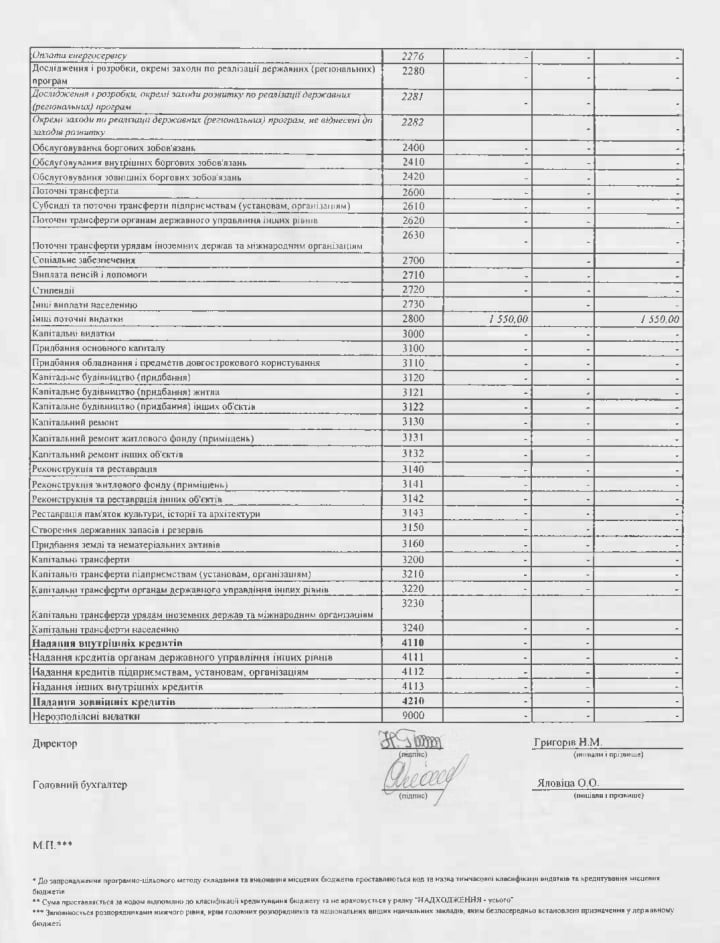 Оплата енергосервісу 2276 - - -
Дослідження і розробки, окремі заходи по реалізації державних (регіональних) 2280
програм - - -
Дослідження і розробки, окремі заходи розвитку по реалізації державних 2281
(регіональних) програм - - -
Окремі заходи по реалізації державних (регіональних) програм, не віднесені до 2282
заходів розвитку - - -
Обслуговування боргових зобов'язань 2400 - - -
Обслуговування внутрішніх боргових зобов'язань 2410 - - -
Обслуговування зовнішніх боргових зобов'язань 2420 - - -
Поточні трансферти 2600 - - -
Субсидії та поточні трансферти підприємствам (установам, організаціям) 2610 - - -
Поточні трансферти органам державного управління інших рівнів 2620 - - -
2630
Поточні трансферти урядам іноземних держав та міжнародним організаціям - - -
Соціальне забезпечення 2700 - - -
Виплата пенсій і допомоги 2710 - - -
Стипендії 2720 - - -
Інші виплати населенню 2730 - - -
Інші поточні видатки 2800 1 550,00 - 1 550,00
Капітальні видатки 3000 - - -
Придбання основного капіталу 3100 - - -
Придбання обладнання і предметів довгострокового користування 3110 - - -
Капітальне будівництво (придбання) 3120 - - -
Капітальне будівництво (придбання) житла 3121 - - -
Капітальне будівництво (придбання) інших об'єктів 3122 - - -
Капітальний ремонт 3130 - - -
Капітальний ремонт житлового фонду (приміщень) 3131 - - -
Капітальний ремонт інших об'єктів 3132 - - -
Реконструкція та реставрація 3140 - - -
Реконструкція житлового фонду (приміщень) 3141 - - -
Реконструкція та реставрація інших об'єктів 3142 - - -
Реставрація пам'яток культури, історії та архітектури 3143 - - -
Створення державних запасів і резервів 3150 - - -
Придбання землі та нематеріальних активів 3160 - - -
Капітальні трансферти 3200 - - -
Капітальні трансферти підприємствам (установам, організаціям) 3210 - - -
Капітальні трансферти органам державного управління інших рівнів 3220 - - -
3230
Капітальні трансферти урядам іноземних держав та міжнародним організаціям - - -
Капітальні трансферти населенню 3240 - - -
Надання внутрішніх кредитів 4110 - - -
Надання кредитів органам державного управління інших рівнів 4111 - - -
Надання кредитів підприємствам, установам, організаціям 4112 - - -
Надання інших внутрішніх кредитів 4113 - - -
Надання зовнішніх кредитів 4210 - - -
Нерозподілені видатки 9000 - - -
Директор Григорів Н.М.
(підпис) (ініціали і прізвище)
Головний бухгалтер Яловіца О.О.
(підпис) (ініціали і прізвище)
М.П.***
* До запровадження програмно-цільового методу складання та виконання місцевих бюджетів проставляються код та назва тимчасової класифікації видатків та кредитування місцевих
бюджетів
** Сума проставляється за кодом відповідно до класифікації кредитування бюджету та не враховується у рядку "НАДХОДЖЕННЯ - усього"
*** Заповнюється розпорядниками нижчого рівня, крім головних розпорядників та національних вищих навчальних закладів, яким безпосередньо встановлені призначення у державному
бюджеті